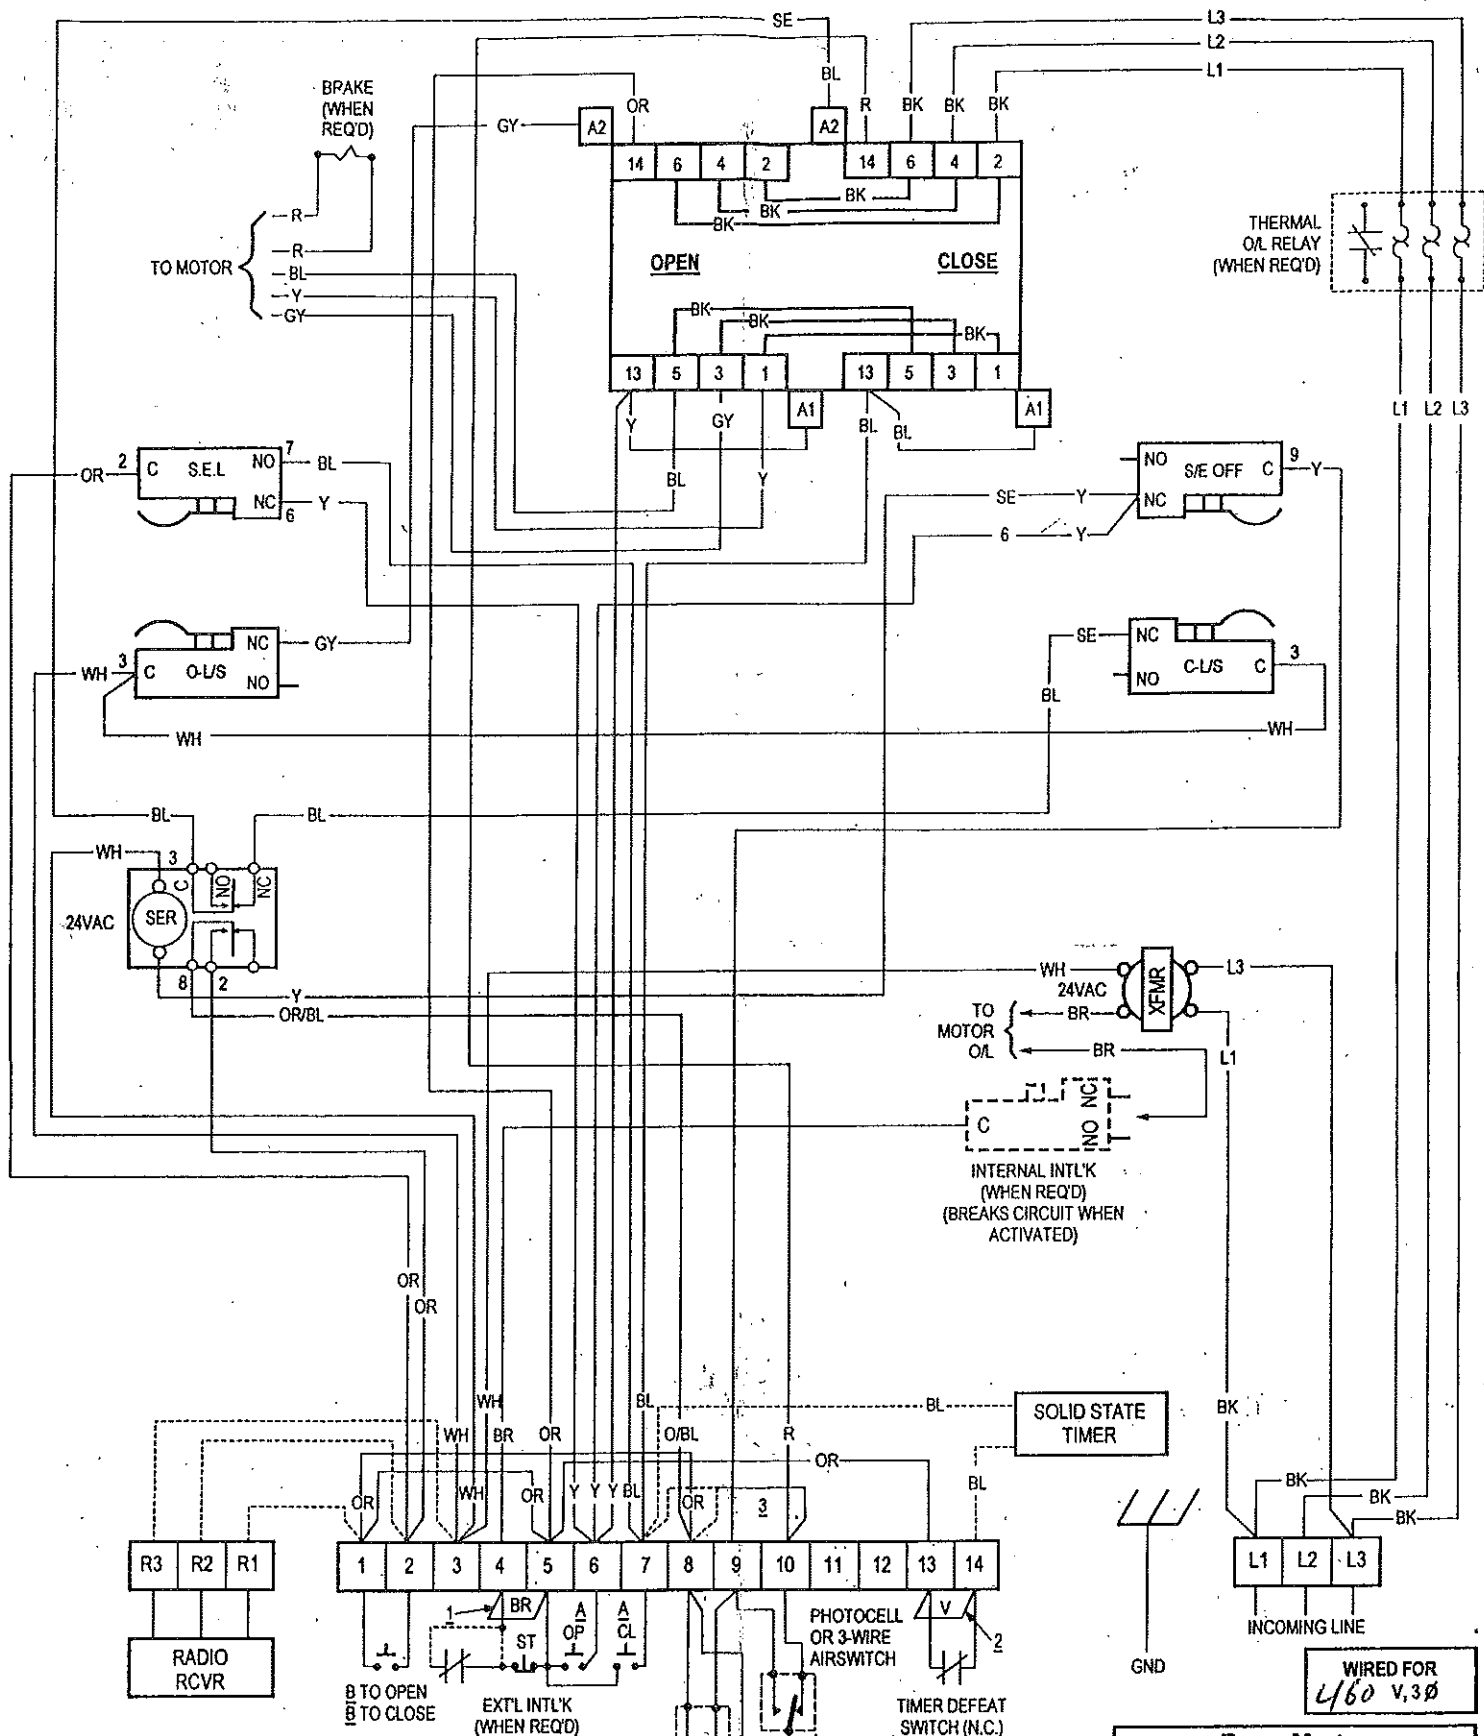 SE
L3
L2
L1
BL
OR
R
BK
BK
BK
BRAKE
(WHEN
REQ'D)
GY
A2
A2
14
6
4
2
14
6
4
2
BK
BK
BK
R
R
BL
Y
GY
TO MOTOR
OPEN
CLOSE
THERMAL
O/L RELAY
(WHEN REQ'D)
BK
BK
BK
13
5
3
1
13
5
3
1
A1
A1
Y
GY
BL
BL
BL
Y
L1
L2
L3
OR
2
C
S.E.L
NO
7
BL
NC
6
Y
SE
Y
6
Y
NO
S/E OFF
C
9
Y
NC
WH
3
C
O-L/S
NC
GY
NO
SE
NC
NO
C-L/S
C
3
BL
WH
WH
BL
BL
WH
3
C
NO
NC
24VAC
SER
8
2
Y
OR/BL
WH
24VAC
XFMR
L3
BR
TO
MOTOR
O/L
BR
L1
C
NO
NC
INTERNAL INTL'K
(WHEN REQ'D)
(BREAKS CIRCUIT WHEN
ACTIVATED)
OR
OR
WH
WH
BR
OR
BL
O/BL
R
BL
SOLID STATE
TIMER
BK
OR
BL
OR
WH
OR
Y
Y
Y
BL
OR
3
BK
BK
BK
R3
R2
R1
1
2
3
4
5
6
7
8
9
10
11
12
13
14
L1
L2
L3
1
BR
ST
A
OP
A
CL
PHOTOCELL
OR 3-WIRE
AIRSWITCH
V
2
INCOMING LINE
RADIO
RCVR
B TO OPEN
B TO CLOSE
EXT'L INTL'K
(WHEN REQ'D)
TIMER DEFEAT
SWITCH (N.C.)
GND
WIRED FOR
460 V,3Ø